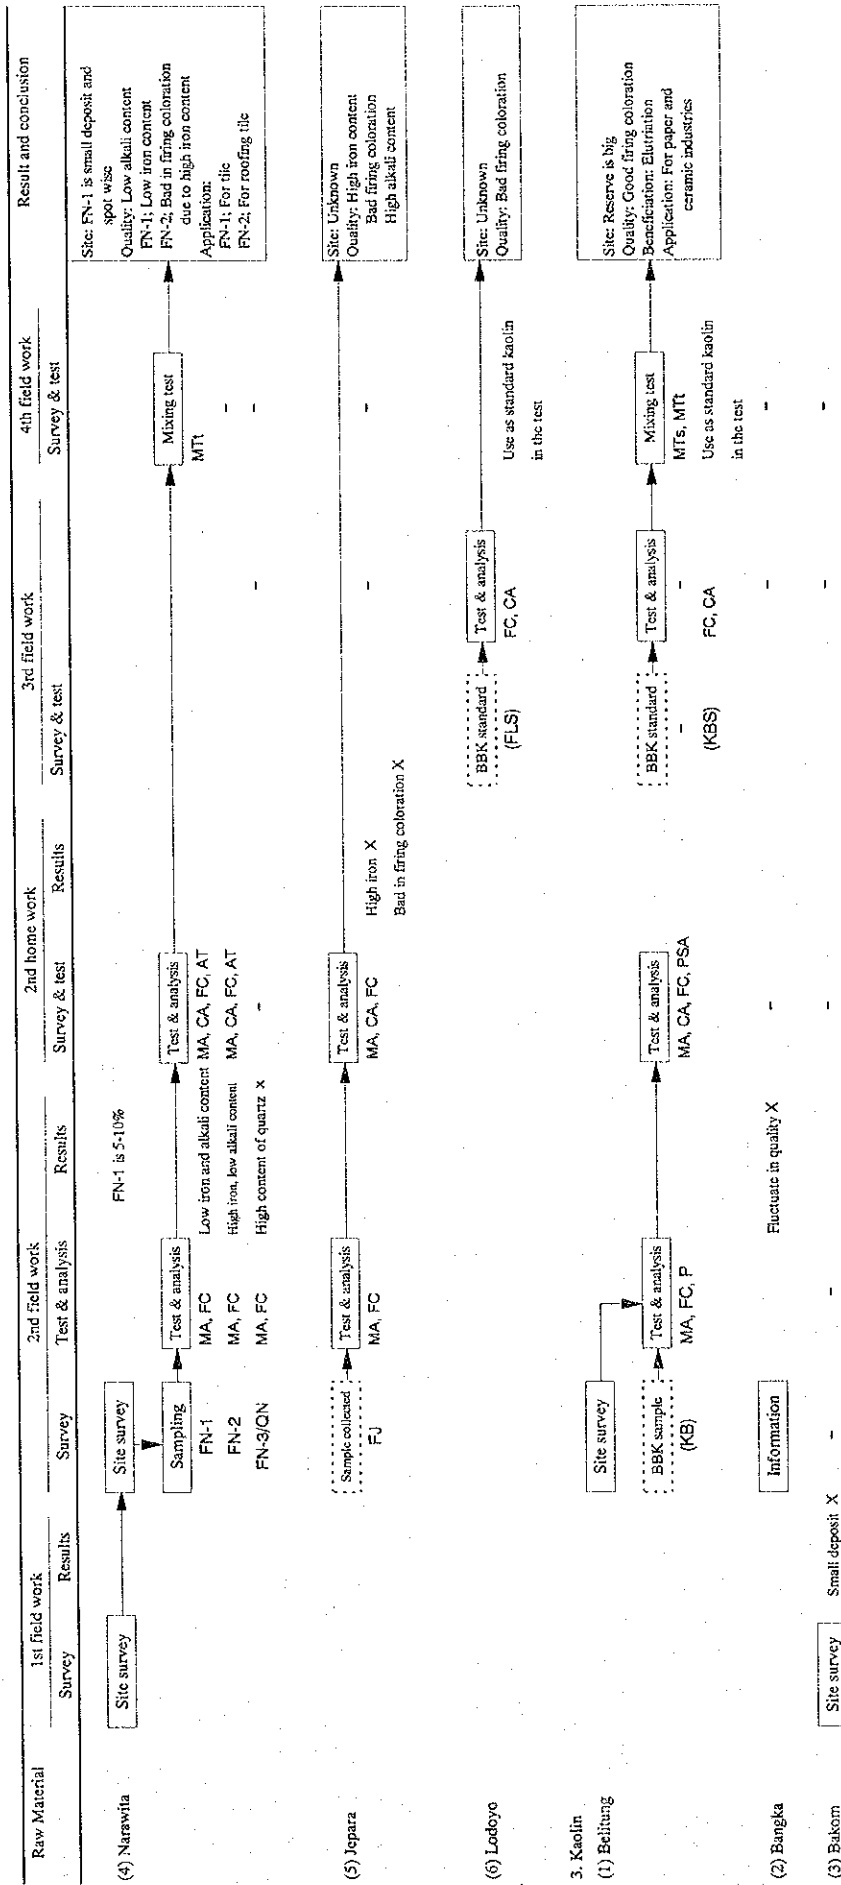 Raw Material
1st field work
2nd field work
2nd home work
3rd field work
4th field work
Result and conclusion
Survey
Results
Survey
Test & analysis
Results
Survey & test
Results
Survey & test
Survey & test
(4) Narawita
Site survey
Site survey
FN-1 is 5-10%
Sampling
Test & analysis
Test & analysis
Mixing test
FN-1
MA, FC
Low iron and alkali content
MA, CA, FC, AT
MTt
FN-2
MA, FC
High iron, low alkali content
MA, CA, FC, AT
-
FN-3/QN
MA, FC
High content of quartz X
-
-
-
Site: FN-1 is small deposit and
spot wise
Quality: Low alkali content
FN-1; Low iron content
FN-2; Bad in firing coloration
due to high iron content
Application:
FN-1; For tile
FN-2; For roofing tile
(5) Jepara
Sample collected
Test & analysis
Test & analysis
FJ
MA, FC
MA, CA, FC
High iron X
-
-
Bad in firing coloration X
Site: Unknown
Quality: High iron content
Bad firing coloration
High alkali content
(6) Lodoyo
BBK standard
Test & analysis
(FLS)
FC, CA
Use as standard kaolin
in the test
Site: Unknown
Quality: Bad firing coloration
3. Kaolin
(1) Belitung
Site survey
BBK sample
Test & analysis
Test & analysis
BBK standard
Test & analysis
Mixing test
(KB)
MA, FC, P
MA, CA, FC, PSA
-
-
MTs, MTt
(KBS)
FC, CA
Use as standard kaolin
in the test
Site: Reserve is big
Quality: Good firing coloration
Beneficiation: Elutriation
Application: For paper and
ceramic industries
(2) Bangka
Information
Fluctuate in quality X
-
-
-
(3) Bakom
Site survey
Small deposit X
-
-
-
-
-